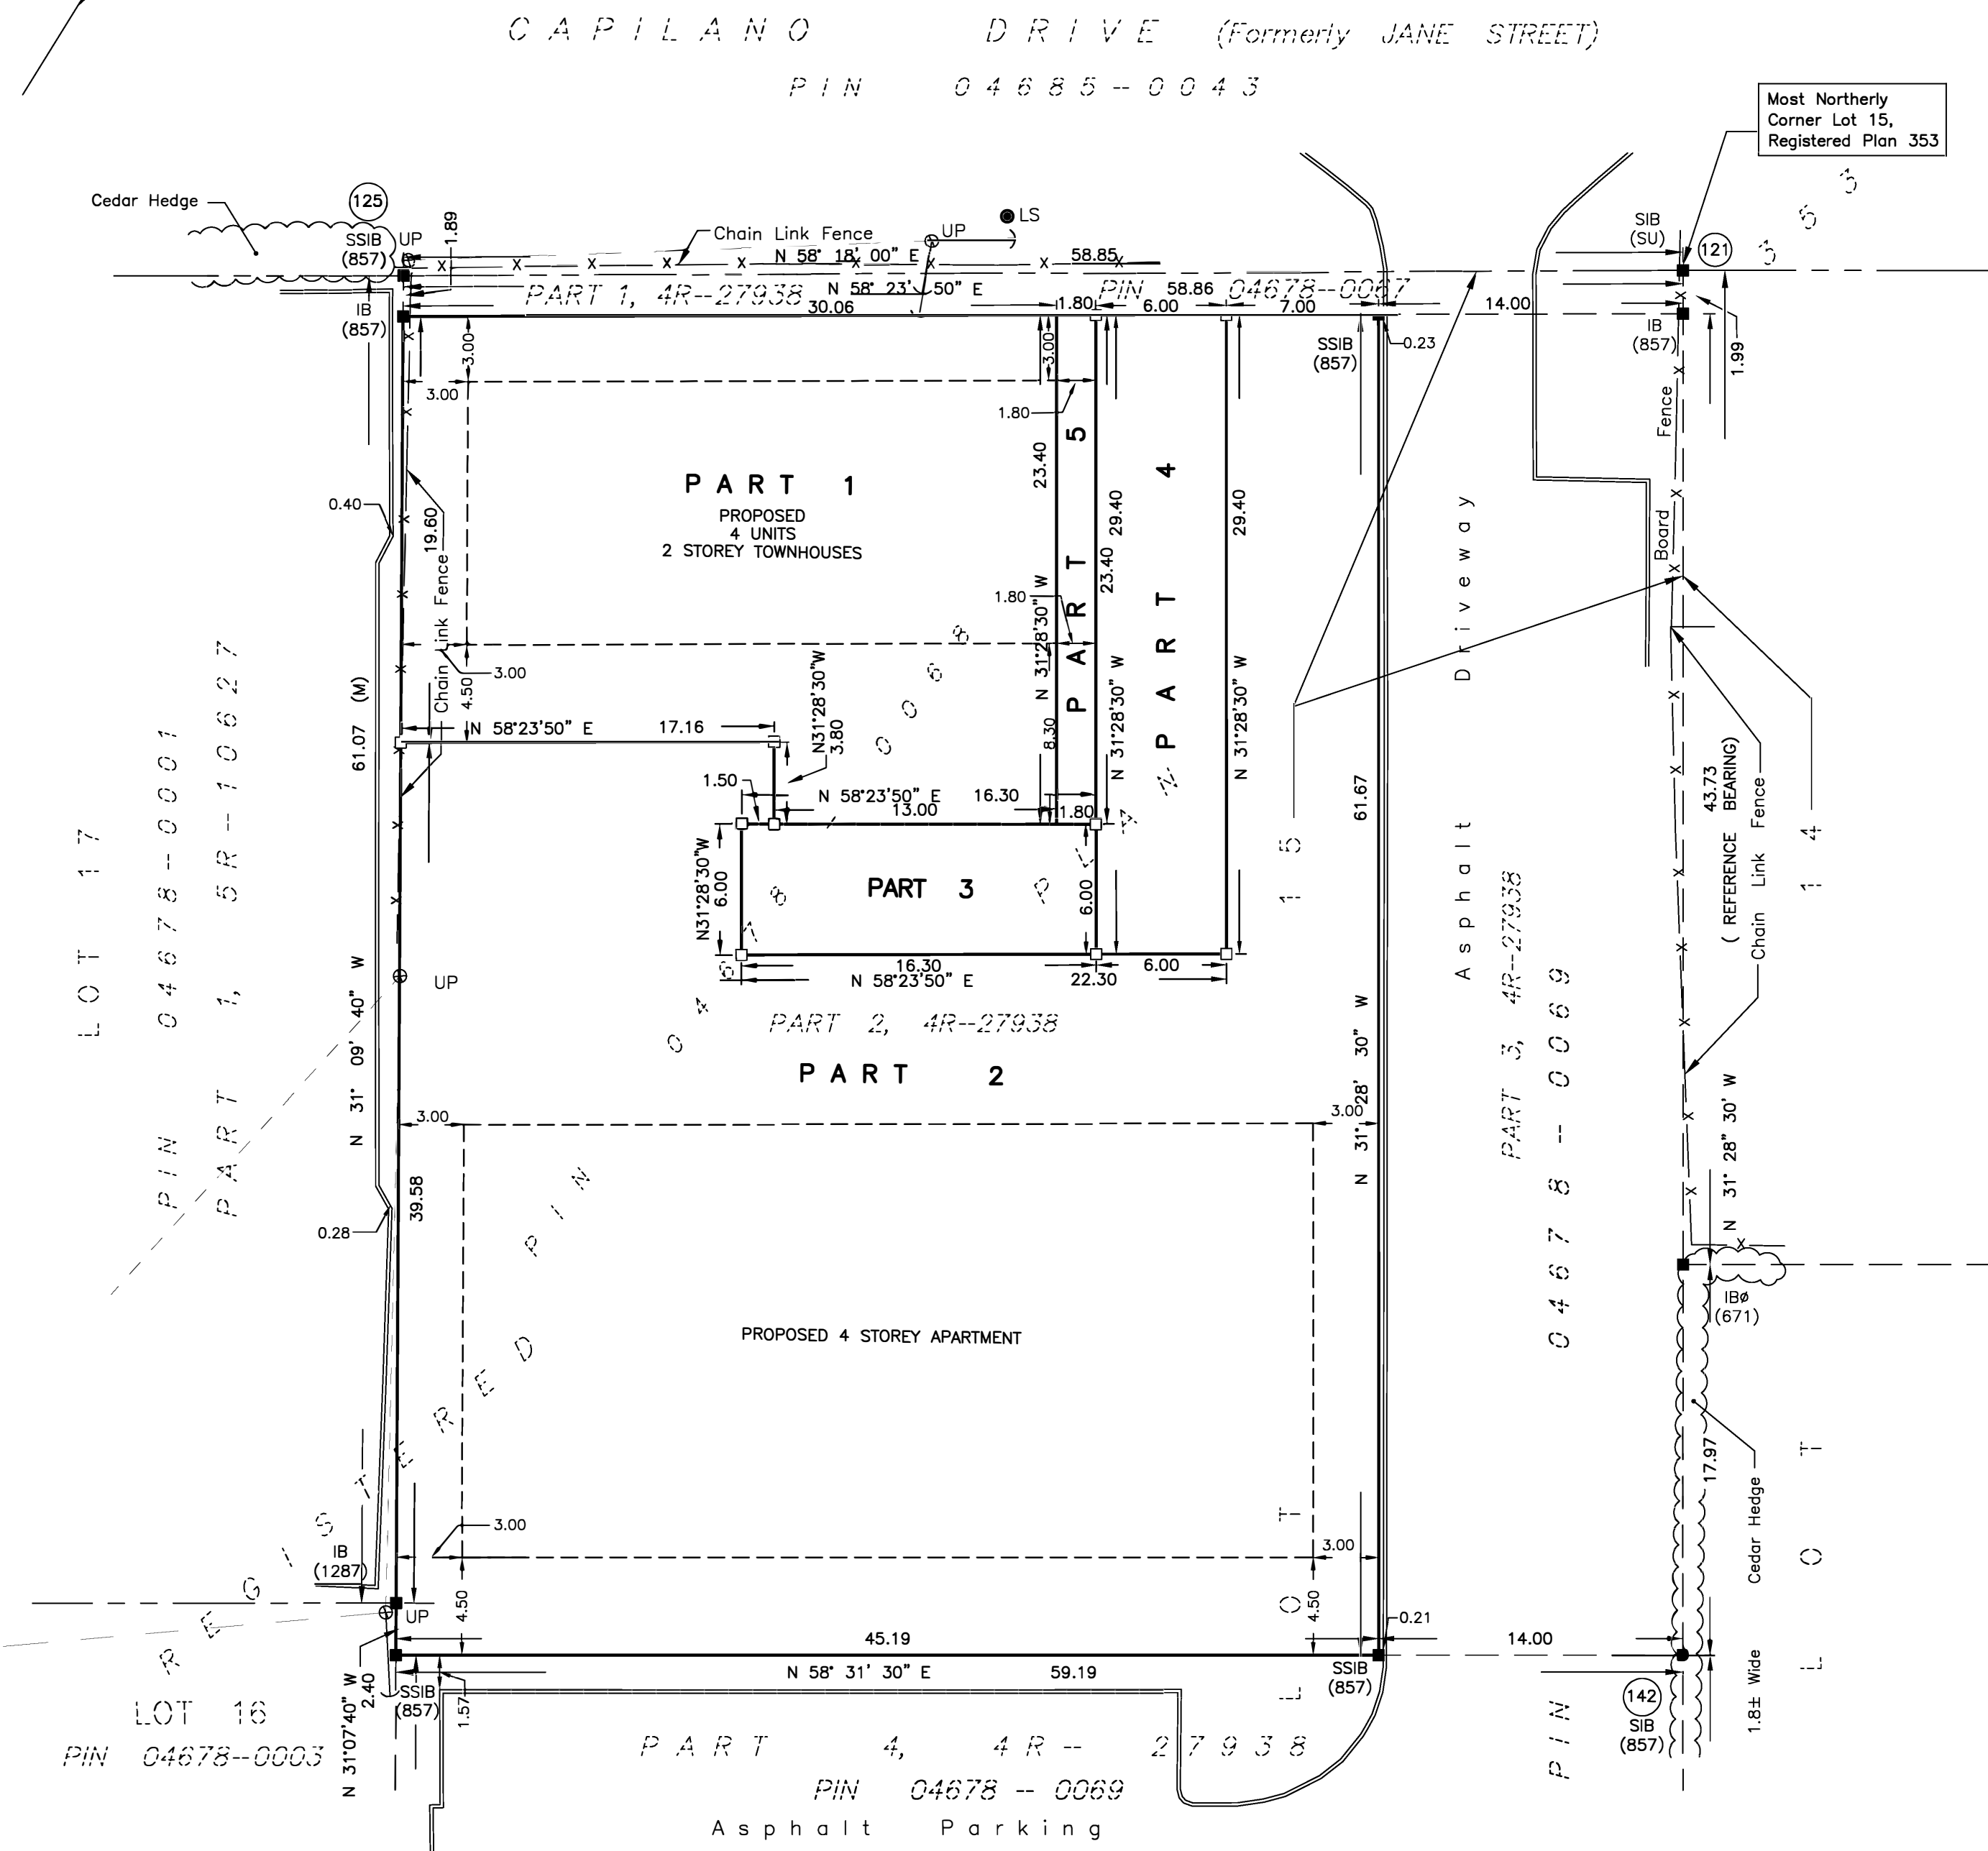 CAPILANO DRIVE (Formerly JANE STREET)
PIN 04685--0043
Most Northerly
Corner Lot 15,
Registered Plan 353
Cedar Hedge
125
SSIB
(857)
UP
1.89
Chain Link Fence
UP
LS
N 58° 18' 00" E
58.85
SIB
(SU)
121
353
IB
(857)
PART 1, 4R--27938
N 58° 23' 50" E
58.86
PIN 04678--0067
30.06
1.80
6.00
7.00
14.00
SSIB
(857)
0.23
IB
(857)
1.99
3.00
3.00
3.00
1.80
PART 1
PROPOSED
4 UNITS
2 STOREY TOWNHOUSES
0.40
19.60
Chain Link Fence
23.40
N 31°28'30" W
PART 5
29.40
23.40
N 31°28'30" W
PART 4
29.40
N 31°28'30" W
1.80
3.00
4.50
8.30
N 58°23'50" E
17.16
N31°28'30"W
3.80
1.50
N 58°23'50" E
16.30
13.00
1.80
N31°28'30"W
6.00
PART 3
6.00
16.30
6.00
N 58°23'50" E
22.30
PART 2, 4R--27938
PART 2
LOT 17
PIN 04678--0001
PART 1, 5R--10627
61.07 (M)
N 31° 09' 40" W
UP
39.58
0.28
3.00
3.00
61.67
N 31° 28' 30" W
Asphalt Driveway
PART 3, 4R--27938
PIN 04678--0069
Board Fence
43.73
( REFERENCE BEARING)
Chain Link Fence
N 31° 28" 30' W
IBø
(671)
17.97
Cedar Hedge
1.8± Wide
LOT 14
LOT 15
REGISTERED PIN 04678 0068
PLAN
PROPOSED 4 STOREY APARTMENT
3.00
3.00
4.50
4.50
IB
(1287)
UP
0.21
45.19
14.00
N 58° 31' 30" E
59.19
SSIB
(857)
SSIB
(857)
1.57
2.40
N 31°07'40" W
142
SIB
(857)
LOT 16
PIN 04678--0003
PART 4, 4R--27938
PIN 04678--0069
Asphalt Parking